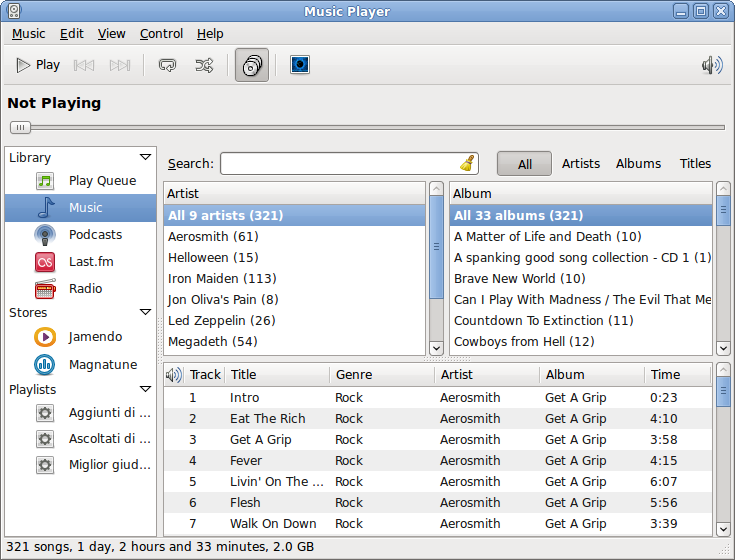 Music Player
Music Edit View Control Help
Play
Not Playing
Library
Play Queue
Music
Podcasts
Last.fm
Radio
Stores
Jamendo
Magnatune
Playlists
Aggiunti di ...
Ascoltati di ...
Miglior giud...
Search: All Artists Albums Titles
Artist
All 9 artists (321)
Aerosmith (61)
Helloween (15)
Iron Maiden (113)
Jon Oliva's Pain (8)
Led Zeppelin (26)
Megadeth (54)
Album
All 33 albums (321)
A Matter of Life and Death (10)
A spanking good song collection - CD 1 (1)
Brave New World (10)
Can I Play With Madness / The Evil That Me
Countdown To Extinction (11)
Cowboys from Hell (12)
Track Title Genre Artist Album Time
1 Intro Rock Aerosmith Get A Grip 0:23
2 Eat The Rich Rock Aerosmith Get A Grip 4:10
3 Get A Grip Rock Aerosmith Get A Grip 3:58
4 Fever Rock Aerosmith Get A Grip 4:15
5 Livin' On The ... Rock Aerosmith Get A Grip 6:07
6 Flesh Rock Aerosmith Get A Grip 5:56
7 Walk On Down Rock Aerosmith Get A Grip 3:39
321 songs, 1 day, 2 hours and 33 minutes, 2.0 GB